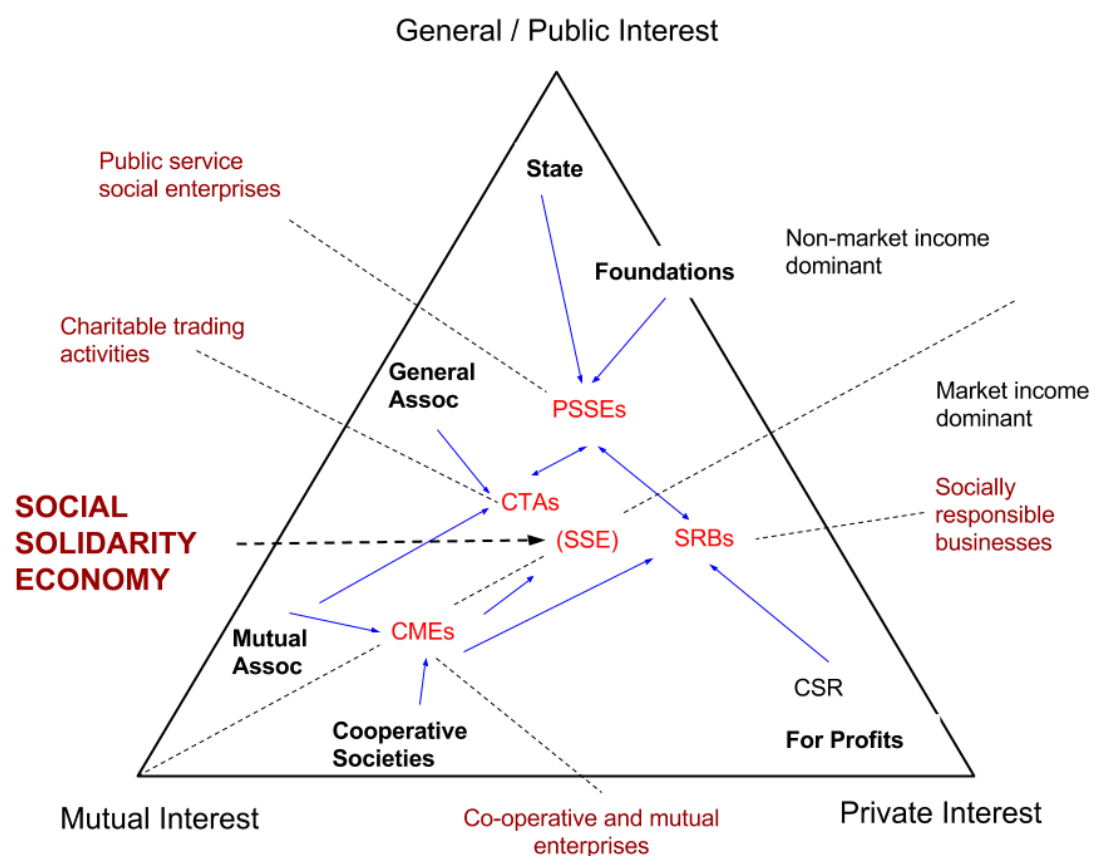 General / Public Interest
Public service
social enterprises
State
Non-market income
dominant
Foundations
Charitable trading
activities
General
Assoc
PSSEs
Market income
dominant
CTAs
SOCIAL
SOLIDARITY
ECONOMY
(SSE)
SRBs
Socially
responsible
businesses
Mutual
Assoc
CMEs
CSR
Cooperative
Societies
For Profits
Mutual Interest
Co-operative and mutual
enterprises
Private Interest